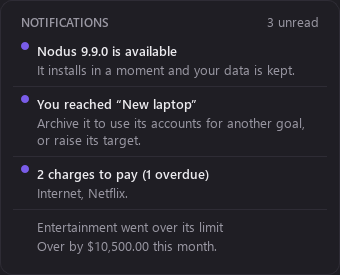 NOTIFICATIONS 3 unread
Nodus 9.9.0 is available
It installs in a moment and your data is kept.
You reached “New laptop”
Archive it to use its accounts for another goal,
or raise its target.
2 charges to pay (1 overdue)
Internet, Netflix.
Entertainment went over its limit
Over by $10,500.00 this month.